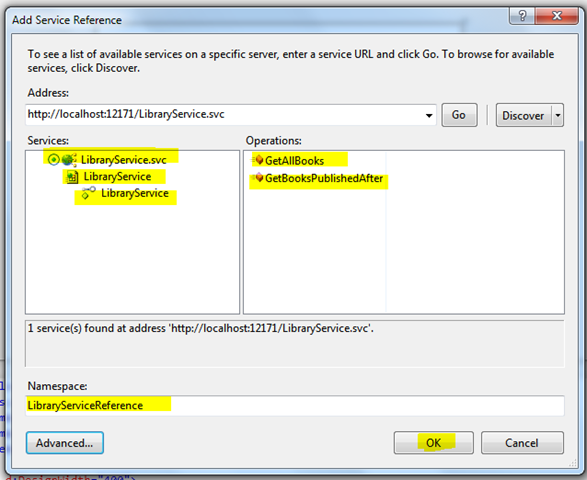 Add Service Reference
?
To see a list of available services on a specific server, enter a service URL and click Go. To browse for available
services, click Discover.
Address:
http://localhost:12171/LibraryService.svc
Go
Discover
Services:
Operations:
LibraryService.svc
LibraryService
LibraryService
GetAllBooks
GetBooksPublishedAfter
1 service(s) found at address 'http://localhost:12171/LibraryService.svc'.
Namespace:
LibraryServiceReference
Advanced...
OK
Cancel
d:DesignWidth="400">